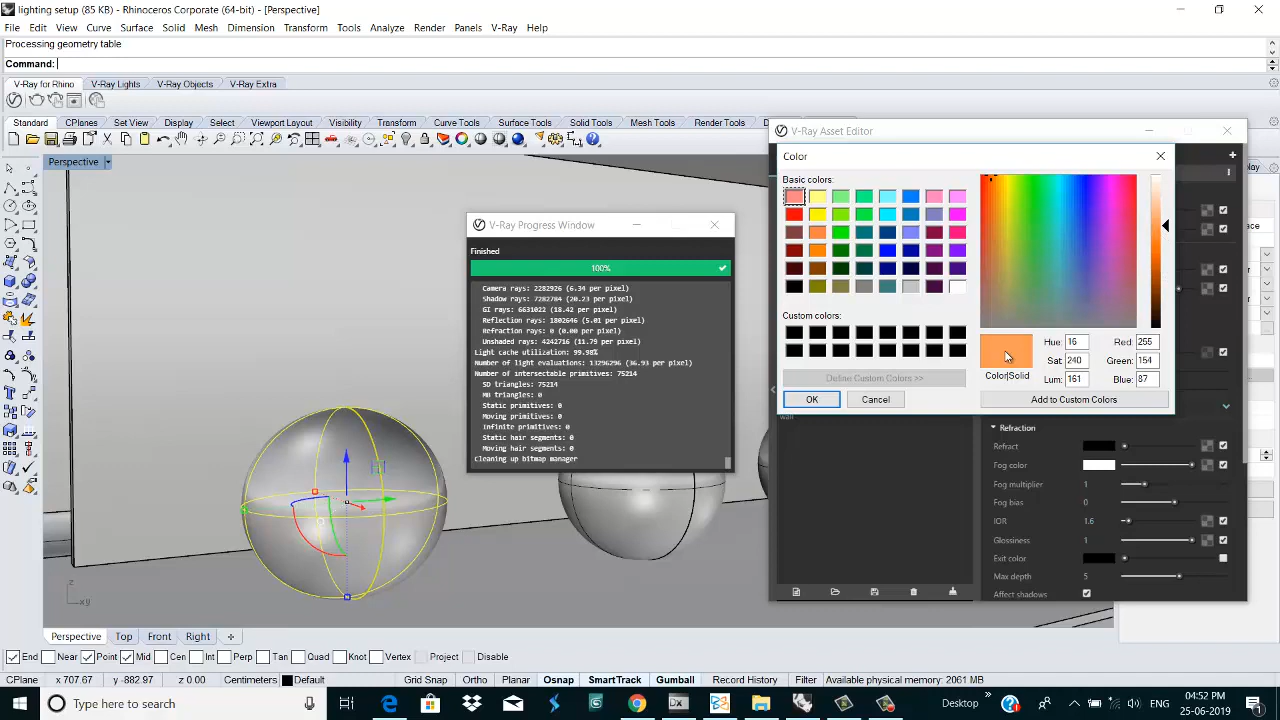 lighting setup (85 KB) - Rhinoceros Corporate (64-bit) - [Perspective]
File Edit View Curve Surface Solid Mesh Dimension Transform Tools Analyze Render Panels V-Ray Help
Processing geometry table
Command:
V-Ray for Rhino V-Ray Lights V-Ray Objects V-Ray Extra
Standard CPlanes Set View Display Select Viewport Layout Visibility Transform Curve Tools Surface Tools Solid Tools Mesh Tools Render Tools
Perspective
V-Ray Progress Window
Finished
100%
Camera rays: 2282926 (6.34 per pixel)
Shadow rays: 7282784 (20.23 per pixel)
GI rays: 6631022 (18.42 per pixel)
Reflection rays: 1802646 (5.01 per pixel)
Refraction rays: 0 (0.00 per pixel)
Unshaded rays: 4242716 (11.79 per pixel)
Light cache utilization: 99.98%
Number of light evaluations: 13296296 (36.93 per pixel)
Number of intersectable primitives: 75214
SD triangles: 75214
MB triangles: 0
Static primitives: 0
Moving primitives: 0
Infinite primitives: 0
Static hair segments: 0
Moving hair segments: 0
Cleaning up bitmap manager
V-Ray Asset Editor
Color
Basic colors:
Custom colors:
Define Custom Colors >>
OK Cancel
Color|Solid
Hue: 16
Sat: 240
Lum: 161
Red: 255
Green: 154
Blue: 87
Add to Custom Colors
wall
Refraction
Refract
Fog color
Fog multiplier 1
Fog bias 0
IOR 1.6
Glossiness 1
Exit color
Max depth 5
Affect shadows
z
xy
Perspective Top Front Right
End Near Point Mid Cen Int Perp Tan Quad Knot Vertex Project Disable
CPlane x 707.67 y -882.97 z 0.00 Centimeters Default Grid Snap Ortho Planar Osnap SmartTrack Gumball Record History Filter Available physical memory: 2061 MB
Type here to search
Desktop
ENG
04:52 PM
25-06-2019